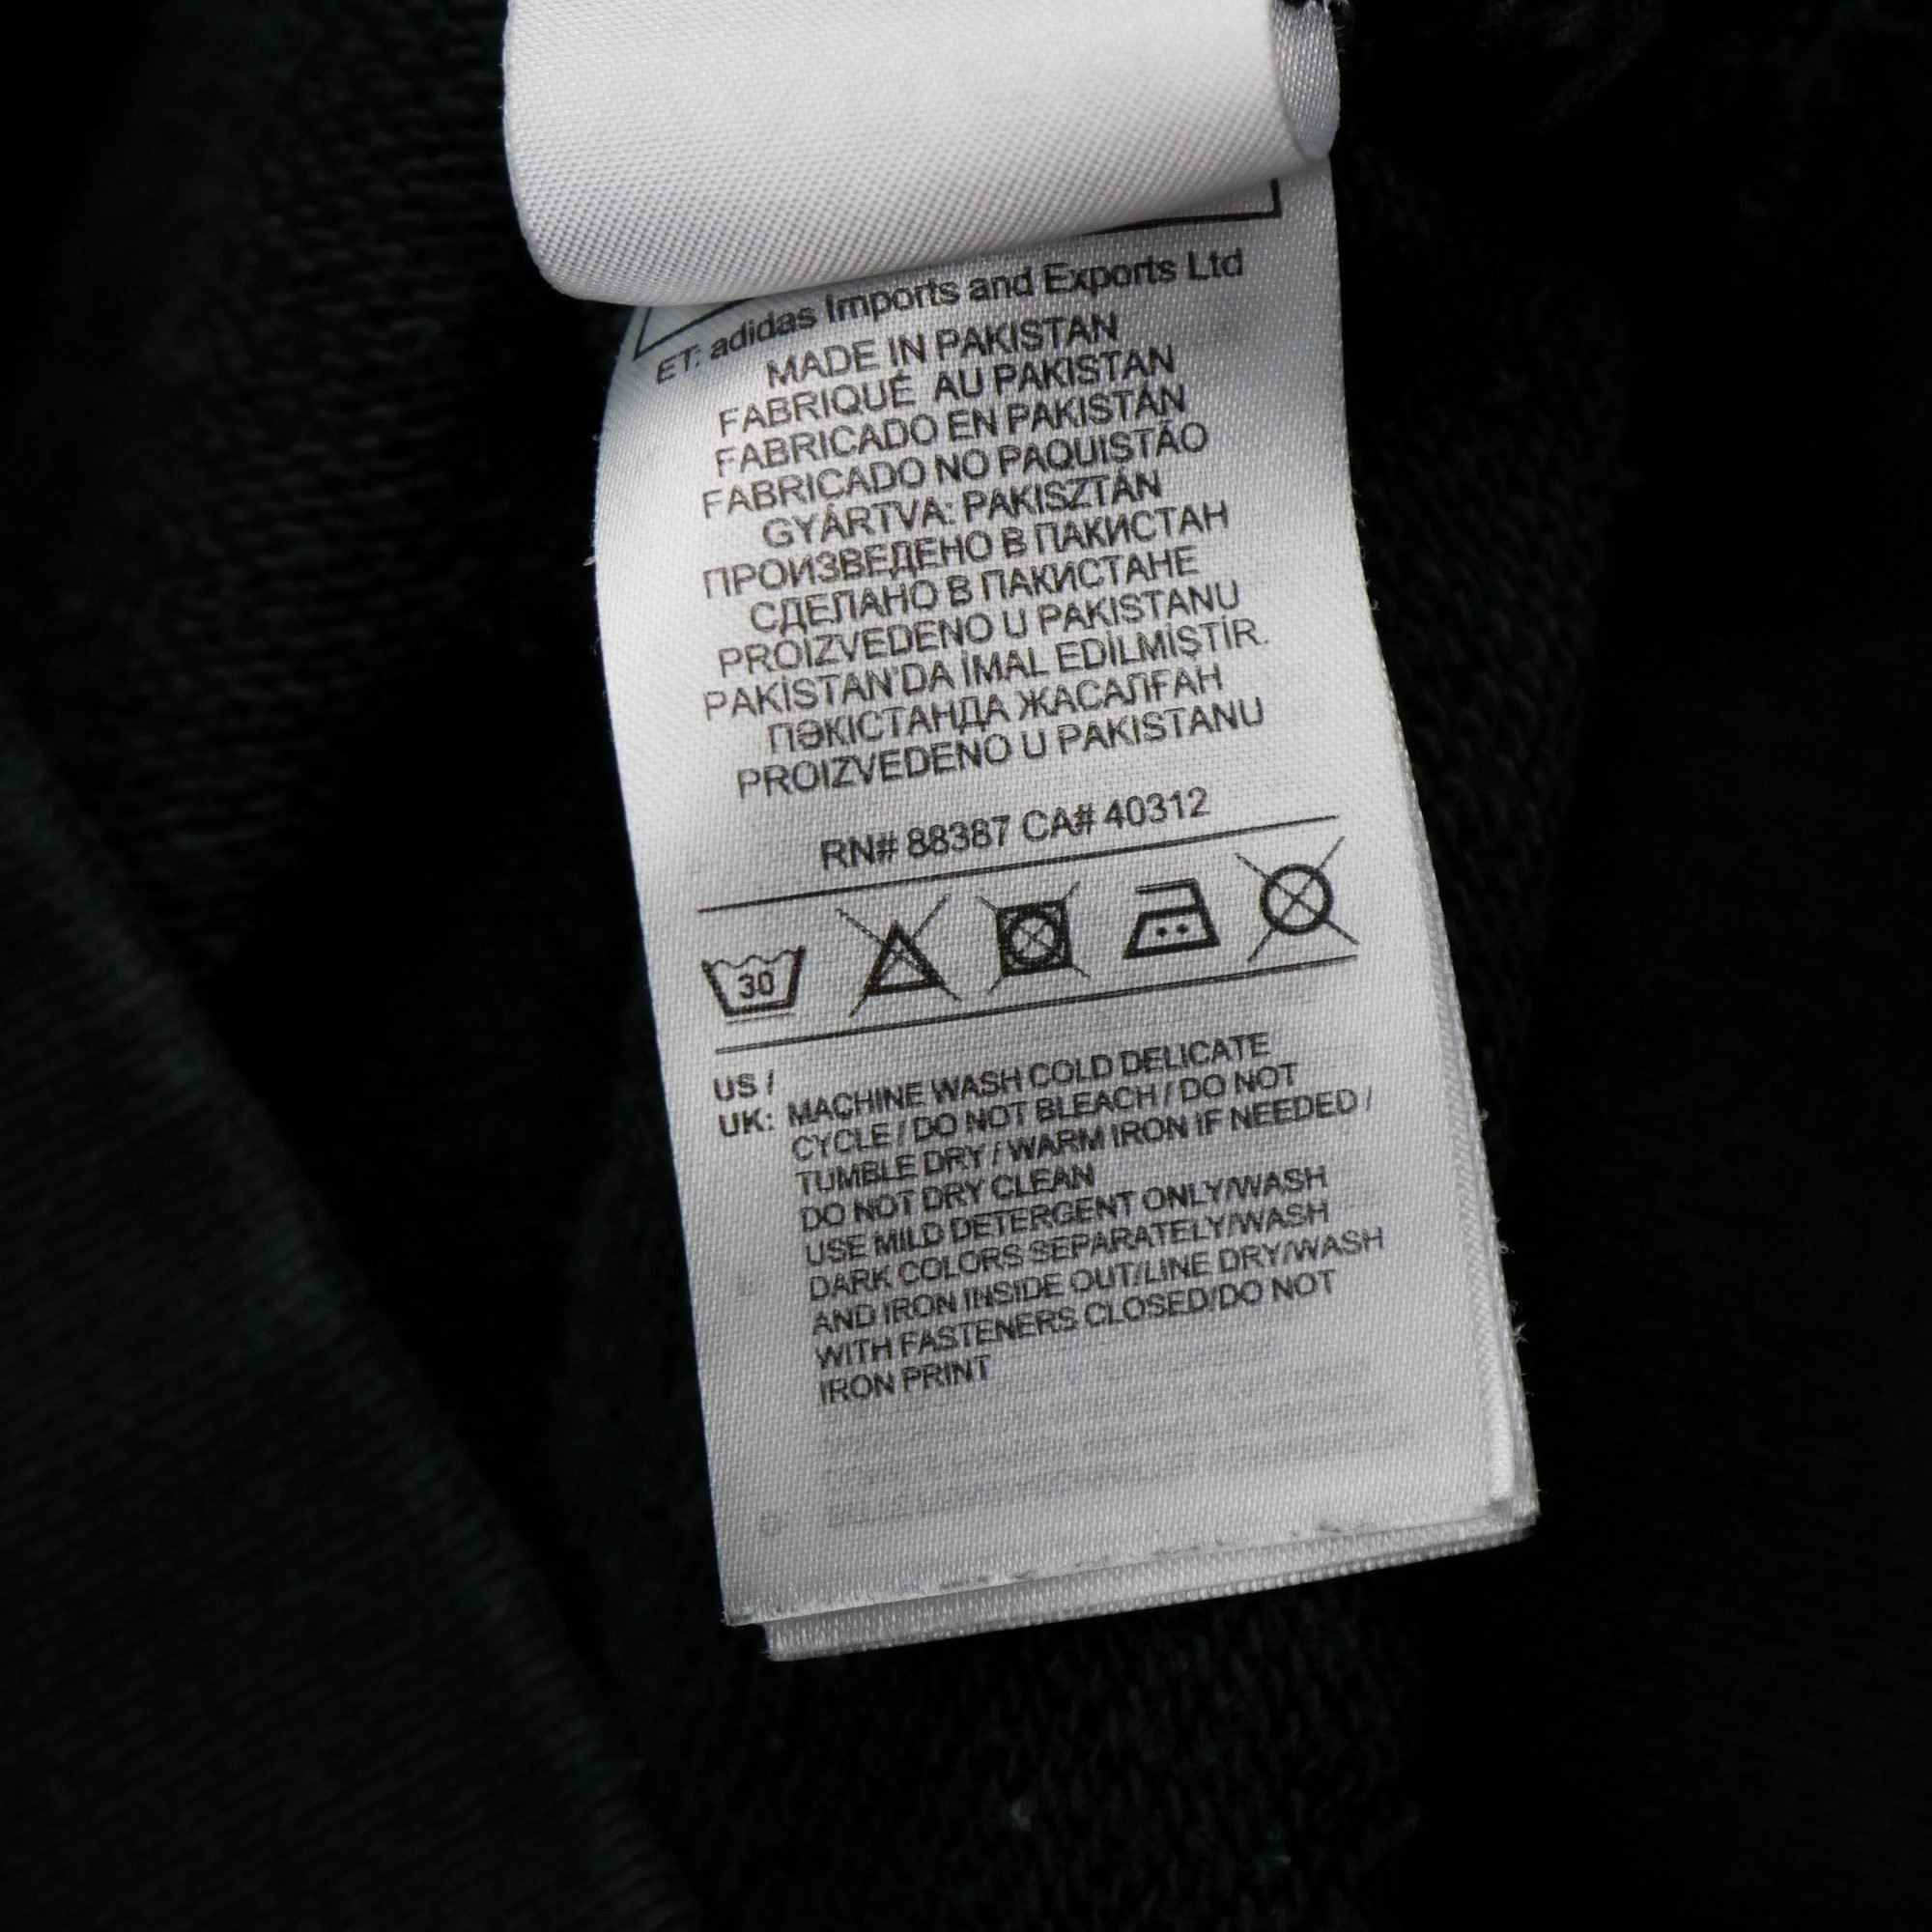 ET: adidas Imports and Exports Ltd
MADE IN PAKISTAN
FABRIQUÉ AU PAKISTAN
FABRICADO EN PAKISTÁN
FABRICADO NO PAQUISTÃO
GYÁRTVA: PAKISZTÁN
ПРОИЗВЕДЕНО В ПАКИСТАН
СДЕЛАНО В ПАКИСТАНЕ
PROIZVEDENO U PAKISTANU
PAKİSTAN'DA İMAL EDİLMİŞTİR.
ПӘКІСТАНДА ЖАСАЛҒАН
PROIZVEDENO U PAKISTANU
RN# 88387 CA# 40312
30
US /
UK: MACHINE WASH COLD DELICATE
CYCLE / DO NOT BLEACH / DO NOT
TUMBLE DRY / WARM IRON IF NEEDED /
DO NOT DRY CLEAN
USE MILD DETERGENT ONLY/WASH
DARK COLORS SEPARATELY/WASH
AND IRON INSIDE OUT/LINE DRY/WASH
WITH FASTENERS CLOSED/DO NOT
IRON PRINT